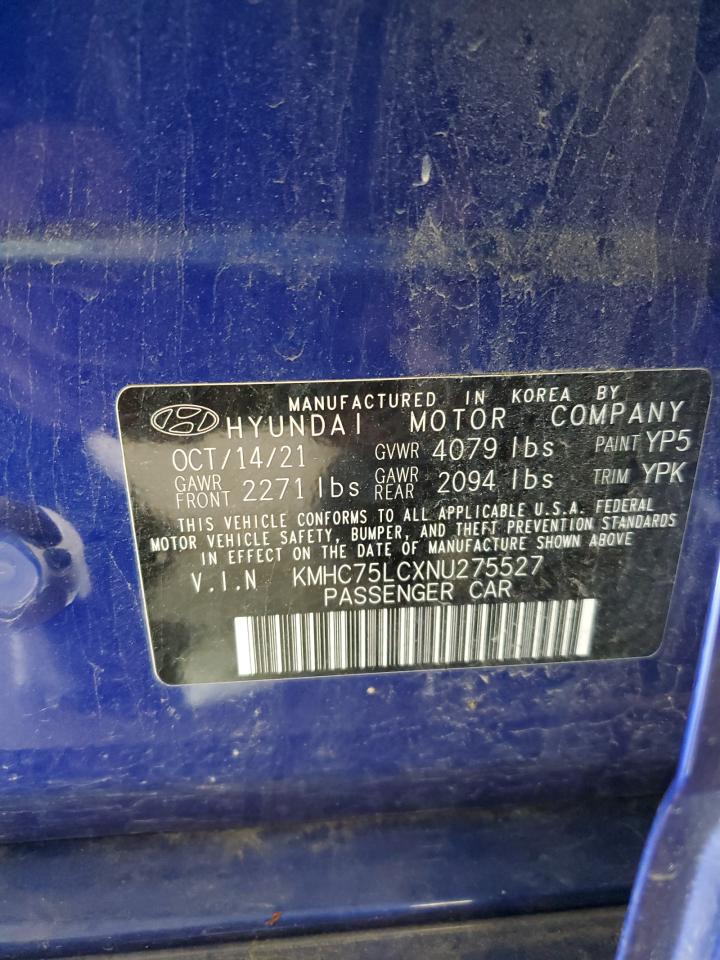 MANUFACTURED IN KOREA BY
HYUNDAI MOTOR COMPANY
OCT/14/21 GVWR 4079 lbs PAINT YP5
GAWR FRONT 2271 lbs GAWR REAR 2094 lbs TRIM YPK
THIS VEHICLE CONFORMS TO ALL APPLICABLE U.S.A. FEDERAL
MOTOR VEHICLE SAFETY, BUMPER, AND THEFT PREVENTION STANDARDS
IN EFFECT ON THE DATE OF MANUFACTURE SHOWN ABOVE
V.I.N KMHC75LCXNU275527
PASSENGER CAR